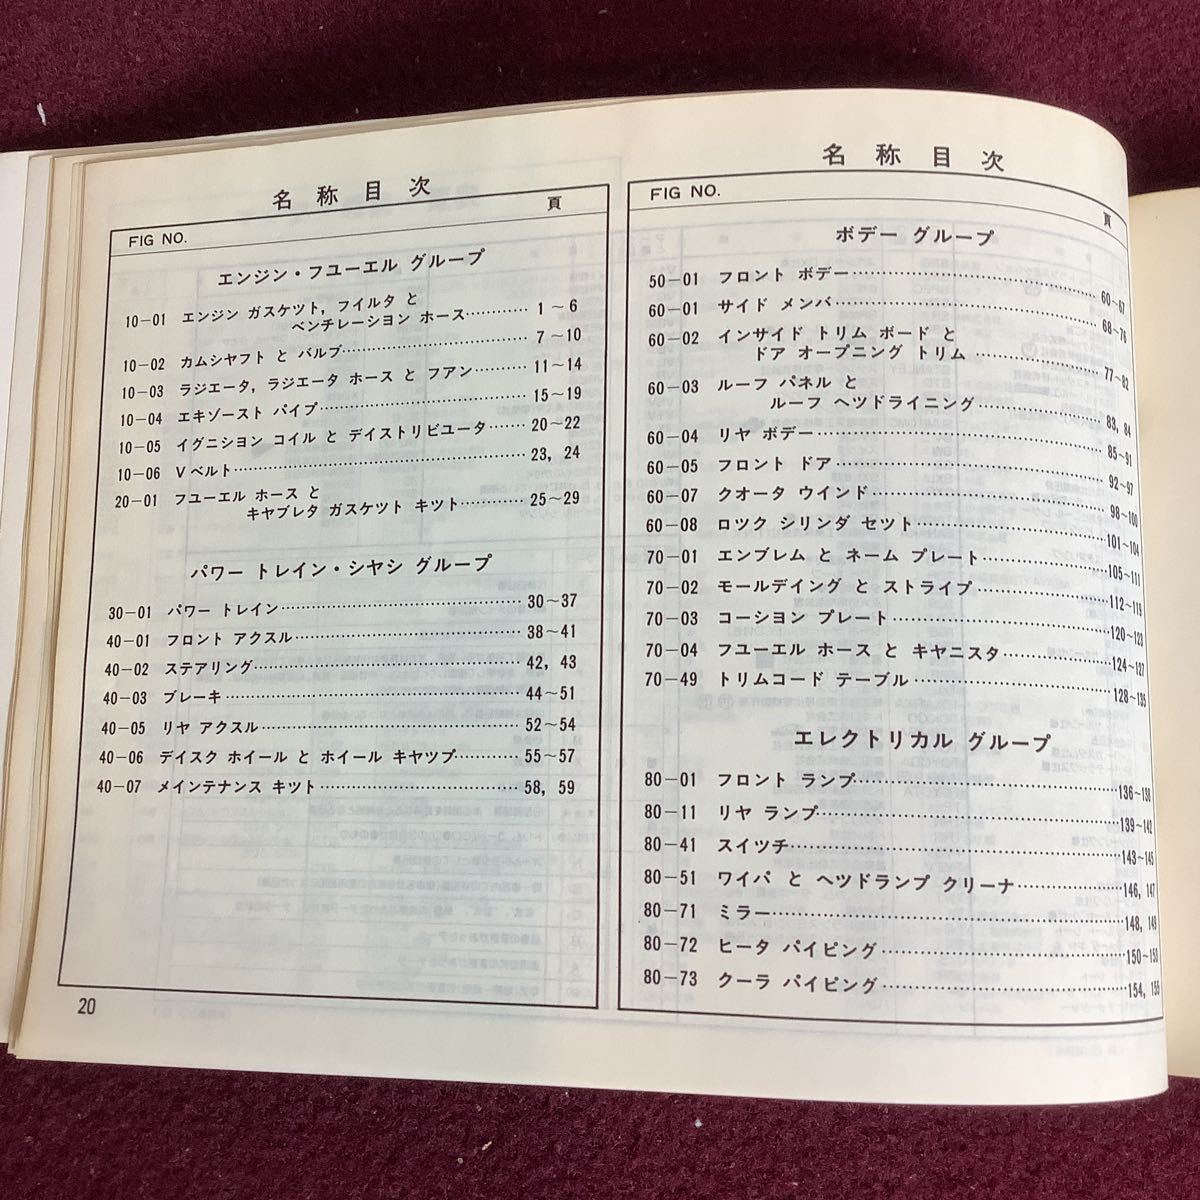 名称目次
FIG NO. 頁
エンジン・フユーエル グループ
10-01 エンジン ガスケツト, フイルタ と
ベンチレーシヨン ホース………… 1～6
10-02 カムシヤフト と バルブ………… 7～10
10-03 ラジエータ, ラジエータ ホース と フアン……… 11～14
10-04 エキゾースト パイプ………… 15～19
10-05 イグニシヨン コイル と デイストリビユータ…… 20～22
10-06 Vベルト………… 23, 24
20-01 フユーエル ホース と
キヤブレタ ガスケツト キツト……… 25～29
パワー トレイン・シヤシ グループ
30-01 パワー トレイン………… 30～37
40-01 フロント アクスル………… 38～41
40-02 ステアリング………… 42, 43
40-03 ブレーキ………… 44～51
40-05 リヤ アクスル………… 52～54
40-06 デイスク ホイール と ホイール キヤツプ……… 55～57
40-07 メインテナンス キツト………… 58, 59
20
名称目次
FIG NO. 頁
ボデー グループ
50-01 フロント ボデー………… 60～67
60-01 サイド メンバ………… 68～76
60-02 インサイド トリム ボード と
ドア オープニング トリム………… 77～82
60-03 ルーフ パネル と
ルーフ ヘツドライニング………… 83, 84
60-04 リヤ ボデー………… 85～91
60-05 フロント ドア………… 92～97
60-07 クオータ ウインド………… 98～100
60-08 ロツク シリンダ セツト………… 101～104
70-01 エンブレム と ネーム プレート………… 105～111
70-02 モールデイング と ストライプ………… 112～119
70-03 コーシヨン プレート………… 120～123
70-04 フユーエル ホース と キヤニスタ………… 124～127
70-49 トリムコード テーブル………… 128～135
エレクトリカル グループ
80-01 フロント ランプ………… 136～138
80-11 リヤ ランプ………… 139～142
80-41 スイツチ………… 143～145
80-51 ワイパ と ヘツドランプ クリーナ………… 146, 147
80-71 ミラー………… 148, 149
80-72 ヒータ パイピング………… 150～153
80-73 クーラ パイピング………… 154, 155